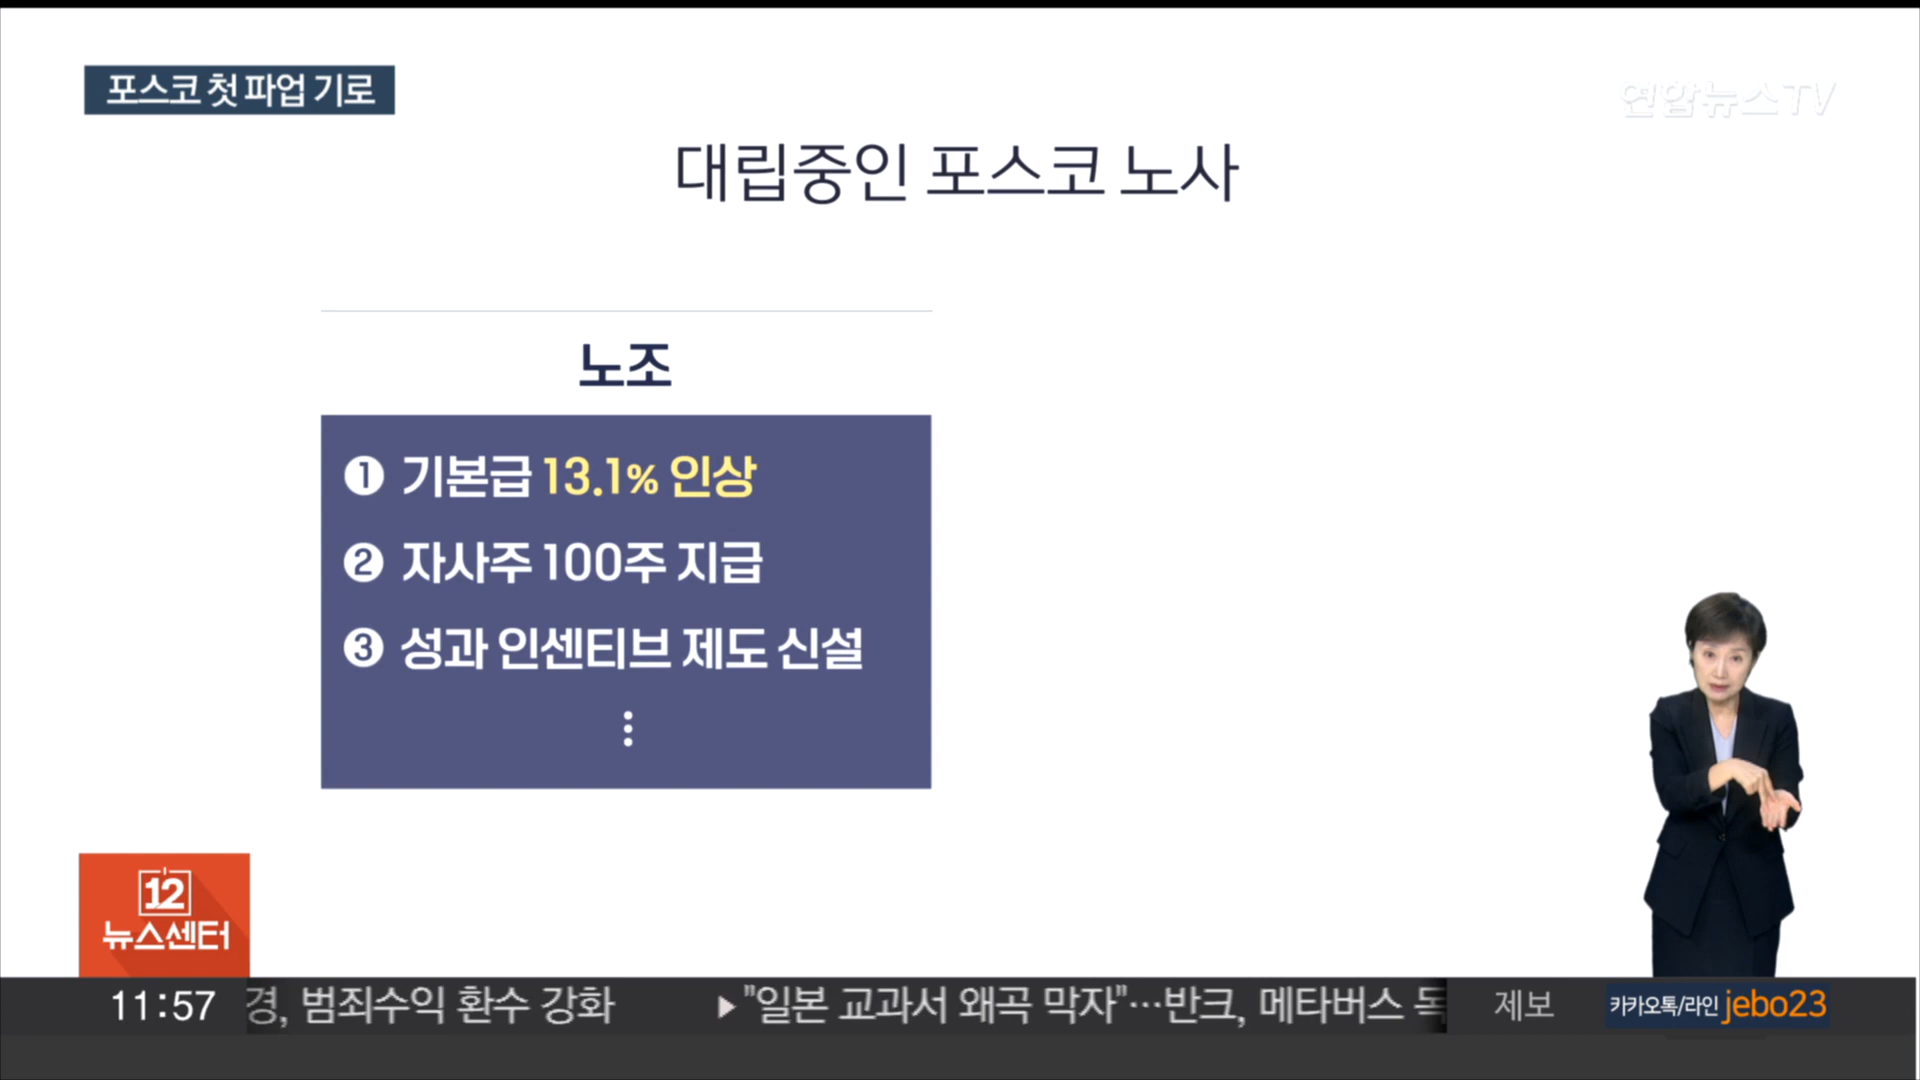 포스코 첫 파업 기로
연합뉴스TV
대립중인 포스코 노사
노조
① 기본급 13.1% 인상
② 자사주 100주 지급
③ 성과 인센티브 제도 신설
⋮
12
뉴스센터
11:57 경, 범죄수익 환수 강화 ▶"일본 교과서 왜곡 막자"…반크, 메타버스 제보 카카오톡/라인 jebo23